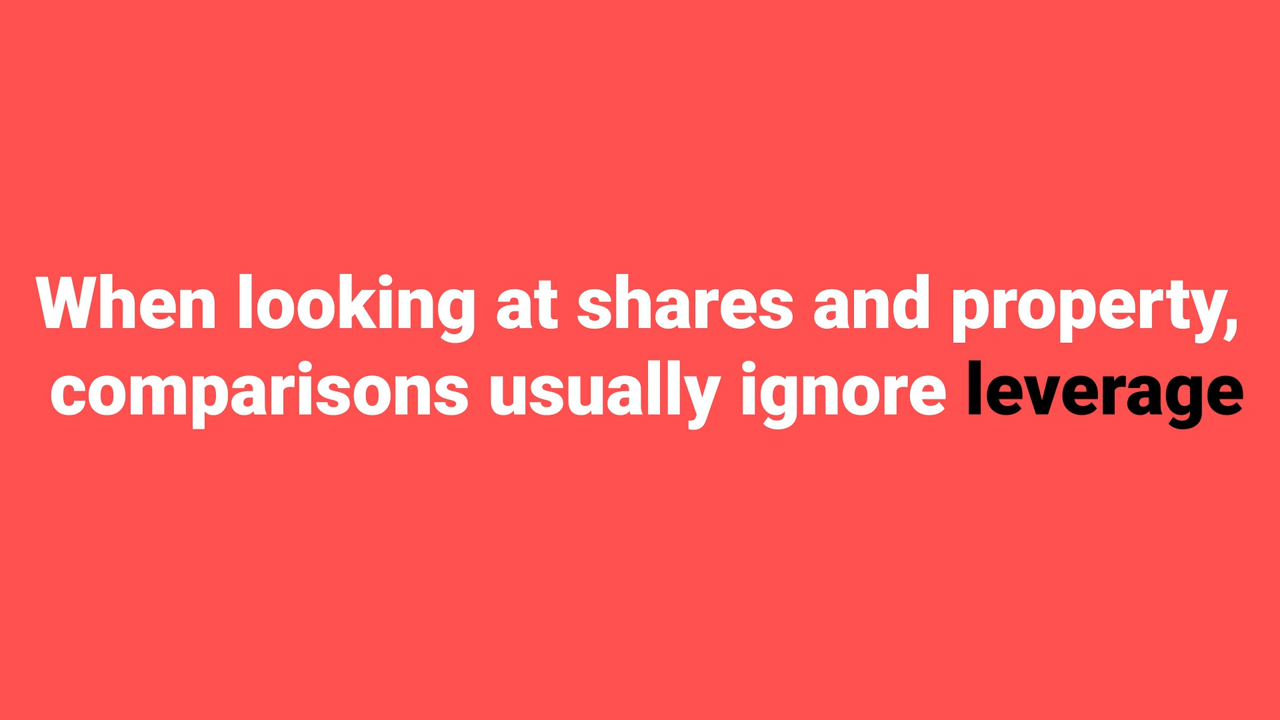 When looking at shares and property,
comparisons usually ignore leverage